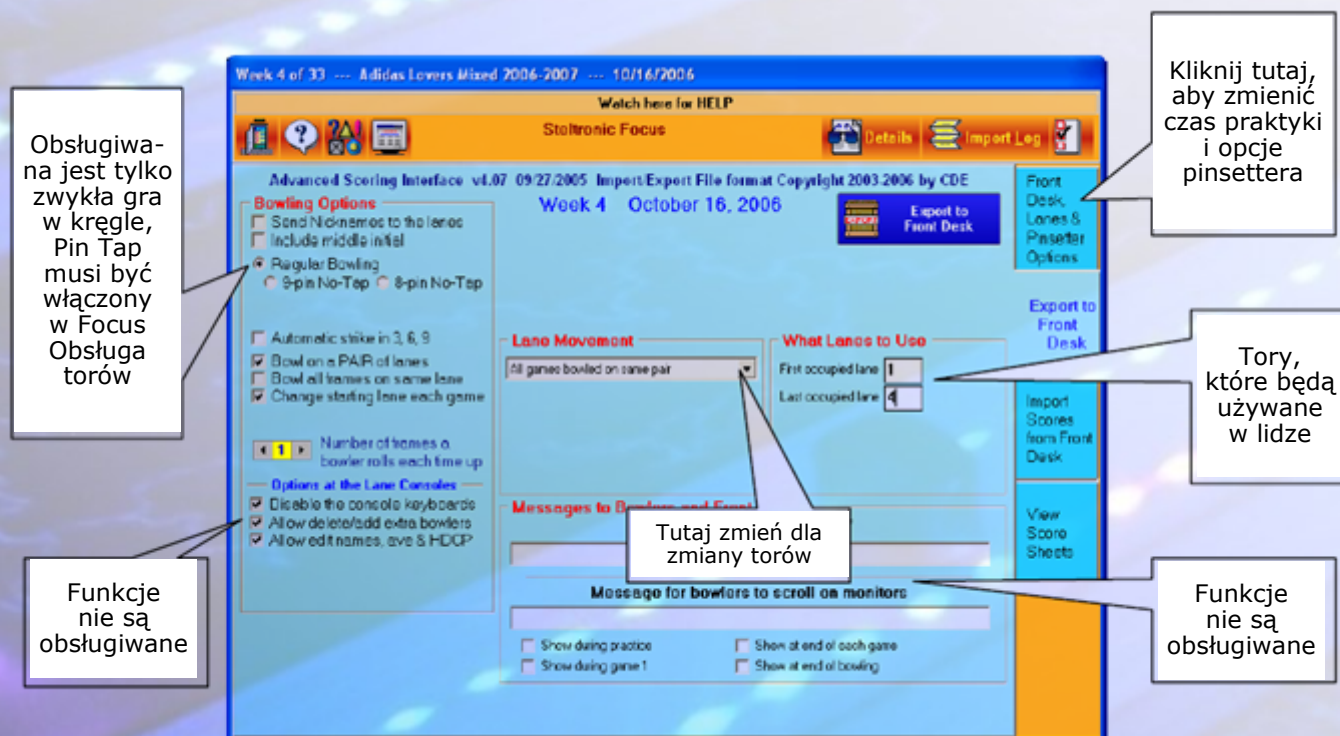 Week 4 of 33 --- Adidas Lovers Mixed 2006-2007 --- 10/16/2006
Watch here for HELP
Steltronic Focus
Details
Import Log
Advanced Scoring Interface v4.07 09/27/2005 Import/Export File format Copyright 2003-2006 by CDE
Week 4 October 16, 2006
Export to
Front Desk
Bowling Options
Send Nicknames to the lanes
Include middle initial
Regular Bowling
9-pin No-Tap
8-pin No-Tap
Automatic strike in 3, 6, 9
Bowl on a PAIR of lanes
Bowl all frames on same lane
Change starting lane each game
1
Number of frames a
bowler rolls each time up
Options at the Lane Consoles
Disable the console keyboards
Allow delete/add extra bowlers
Allow edit names, ave & HDCP
Lane Movement
All games bowled on same pair
What Lanes to Use
First occupied lane 1
Last occupied lane 4
Messages to Bowlers and Front
Message for bowlers to scroll on monitors
Show during practice
Show during game 1
Show at end of each game
Show at end of bowling
Front
Desk,
Lanes &
Pinsetter
Options
Export to
Front
Desk
Import
Scores
from Front
Desk
View
Score
Sheets
Obsługiwa-
na jest tylko
zwykła gra
w kręgle,
Pin Tap
musi być
włączony
w Focus
Obsługa
torów
Funkcje
nie są
obsługiwane
Tutaj zmień dla
zmiany torów
Kliknij tutaj,
aby zmienić
czas praktyki
i opcje
pinsettera
Tory,
które będą
używane
w lidze
Funkcje
nie są
obsługiwane